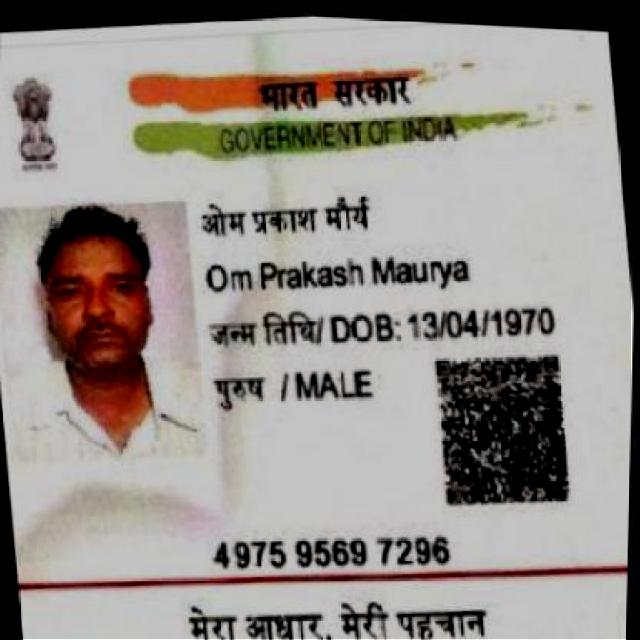 भारत सरकार
GOVERNMENT OF INDIA
ओम प्रकाश मौर्य
Om Prakash Maurya
जन्म तिथि/ DOB: 13/04/1970
पुरुष / MALE
4975 9569 7296
मेरा आधार, मेरी पहचान